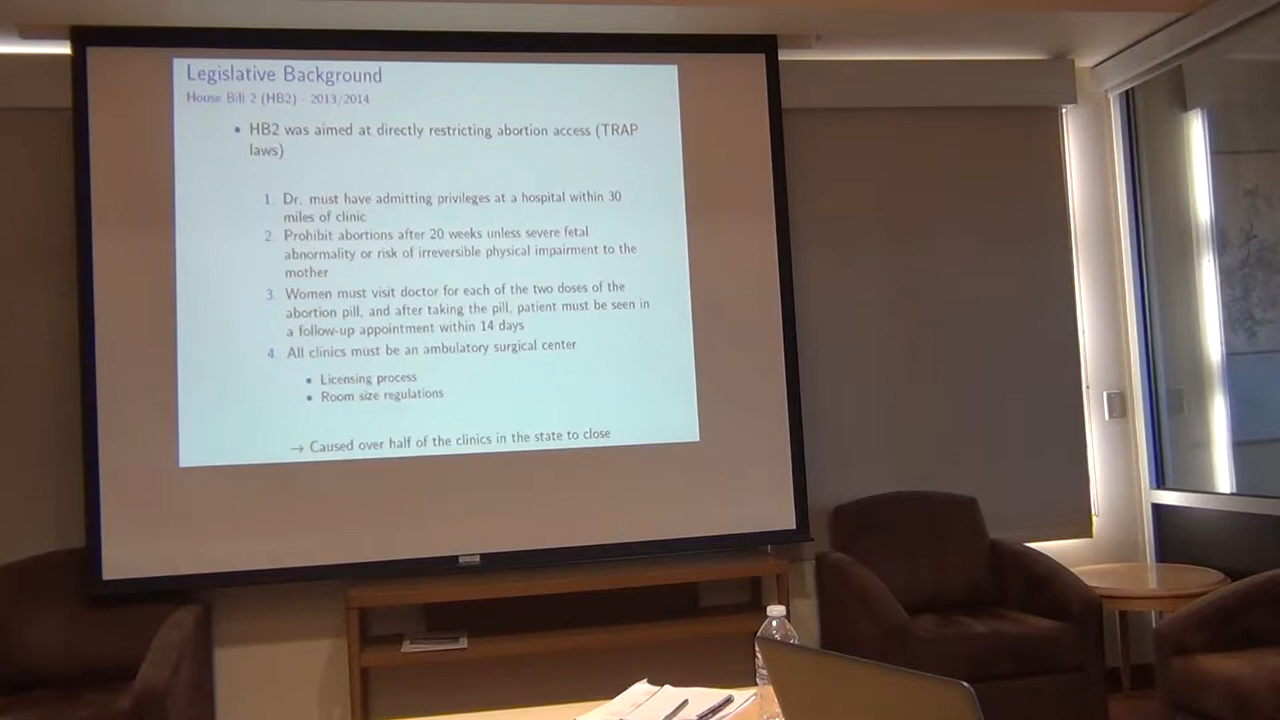 Legislative Background
House Bill 2 (HB2) - 2013/2014
• HB2 was aimed at directly restricting abortion access (TRAP
laws)
1. Dr. must have admitting privileges at a hospital within 30
miles of clinic
2. Prohibit abortions after 20 weeks unless severe fetal
abnormality or risk of irreversible physical impairment to the
mother
3. Women must visit doctor for each of the two doses of the
abortion pill, and after taking the pill, patient must be seen in
a follow-up appointment within 14 days
4. All clinics must be an ambulatory surgical center
• Licensing process
• Room size regulations
→ Caused over half of the clinics in the state to close